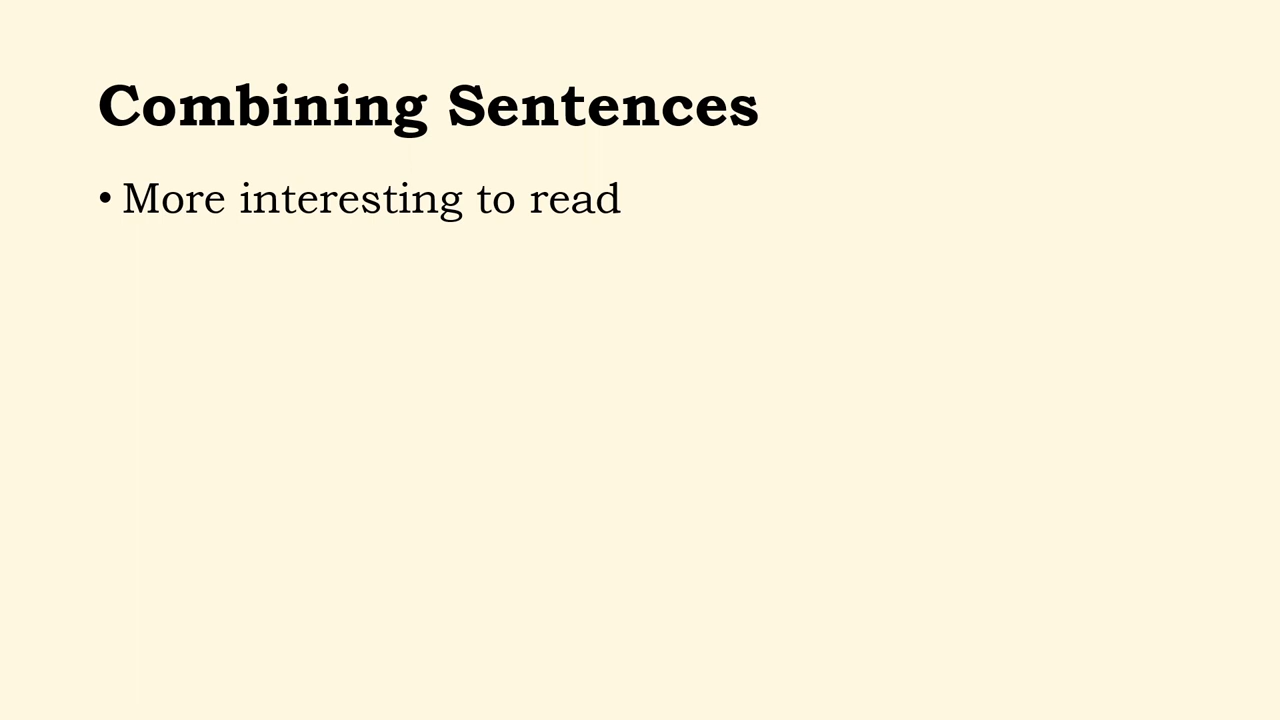 Combining Sentences
• More interesting to read